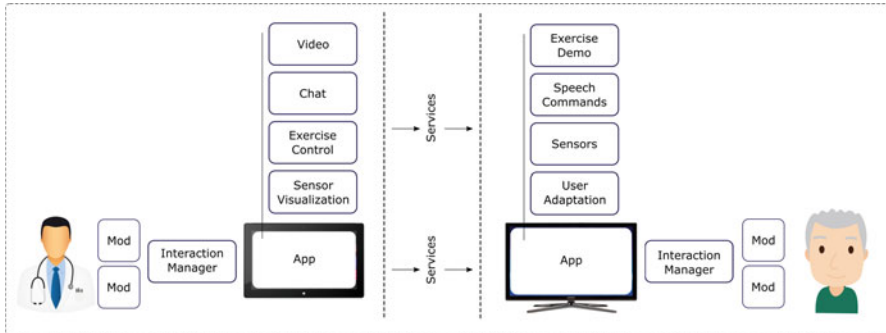 Video
Chat
Exercise
Control
Sensor
Visualization
Mod
Mod
Interaction
Manager
App
Services
Services
Exercise
Demo
Speech
Commands
Sensors
User
Adaptation
App
Interaction
Manager
Mod
Mod